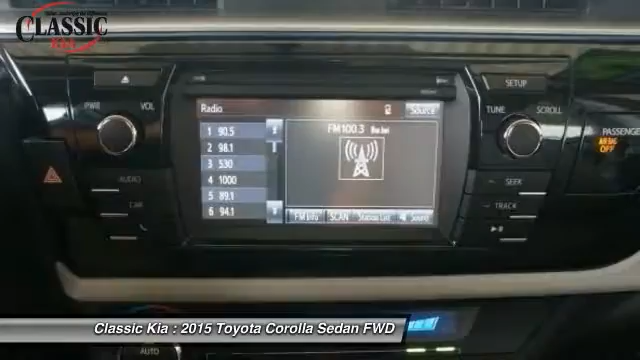 CLASSIC
Kia
SETUP
PWR VOL
TUNE SCROLL
Radio
Source
1 90.5
2 98.1
3 530
4 1000
5 89.1
6 94.1
FM100.3
FM Info SCAN Station List Sound
PASSENGER
AIRBAG
OFF
AUDIO
CAR
SEEK
TRACK
Classic Kia : 2015 Toyota Corolla Sedan FWD
AUTO